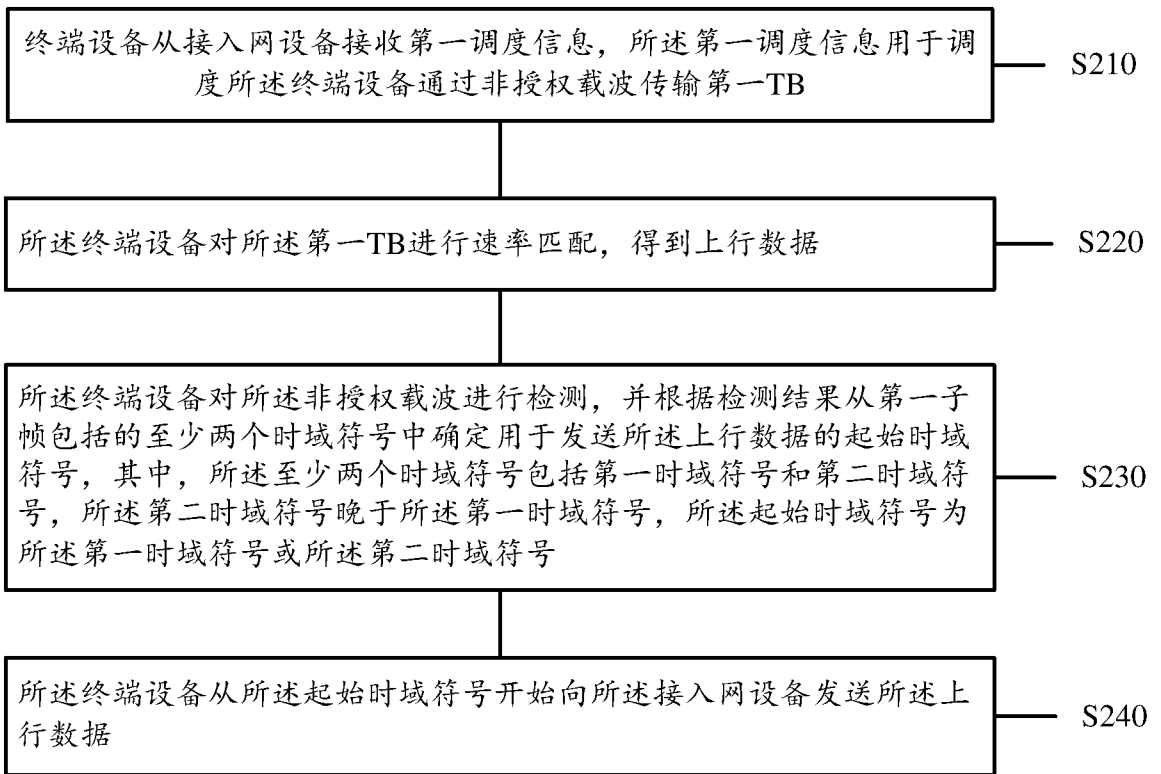 终端设备从接入网设备接收第一调度信息，所述第一调度信息用于调
度所述终端设备通过非授权载波传输第一TB
S210
所述终端设备对所述第一TB进行速率匹配，得到上行数据
S220
所述终端设备对所述非授权载波进行检测，并根据检测结果从第一子
帧包括的至少两个时域符号中确定用于发送所述上行数据的起始时域
符号，其中，所述至少两个时域符号包括第一时域符号和第二时域符
号，所述第二时域符号晚于所述第一时域符号，所述起始时域符号为
所述第一时域符号或所述第二时域符号
S230
所述终端设备从所述起始时域符号开始向所述接入网设备发送所述上
行数据
S240